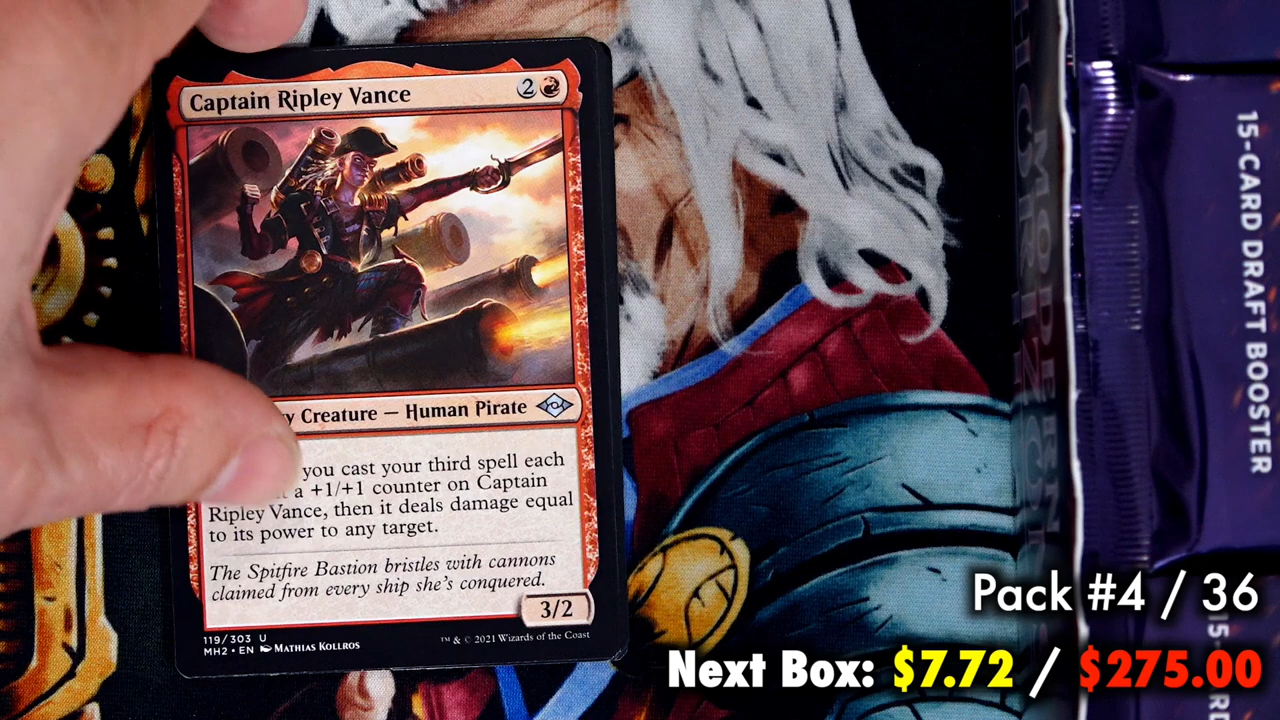 Captain Ripley Vance
2
Creature — Human Pirate
you cast your third spell each
a +1/+1 counter on Captain
Ripley Vance, then it deals damage equal
to its power to any target.
The Spitfire Bastion bristles with cannons
claimed from every ship she's conquered.
3/2
119/303 U
MH2 • EN Mathias Kollros
™ & © 2021 Wizards of the Coast
15-CARD DRAFT BOOSTER
Pack #4 / 36
Next Box: $7.72 / $275.00